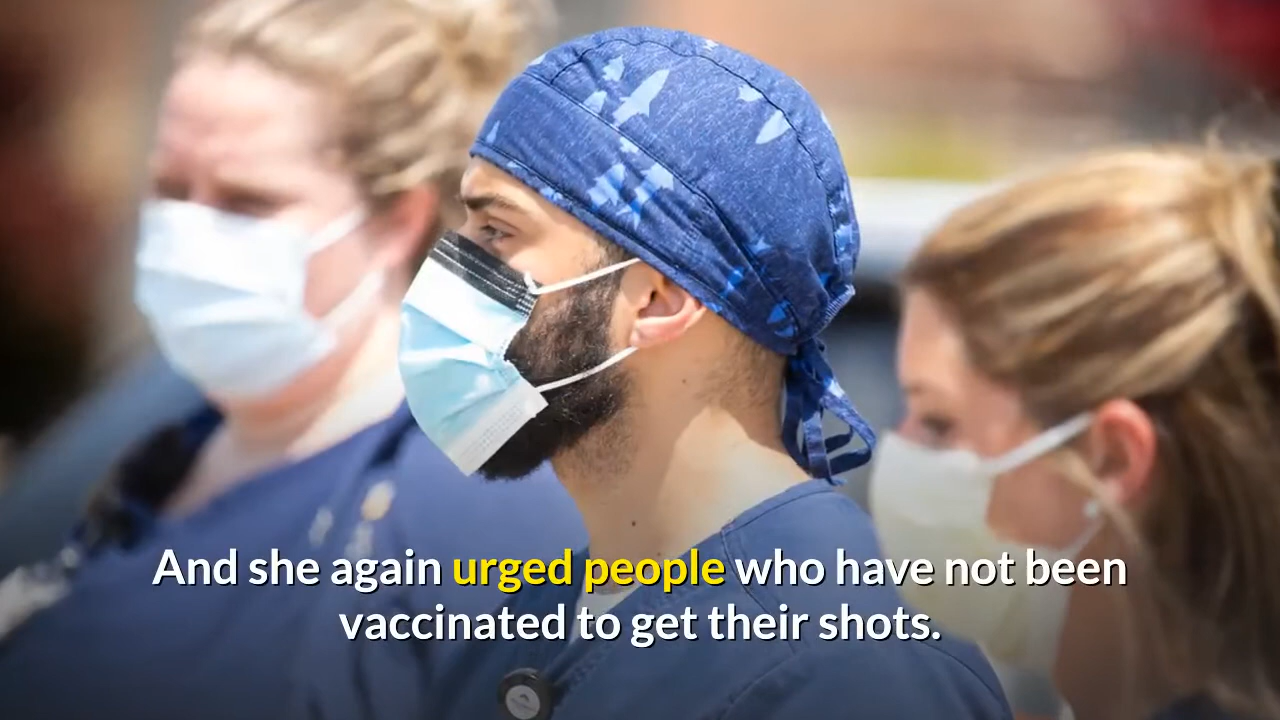 And she again urged people who have not been
vaccinated to get their shots.